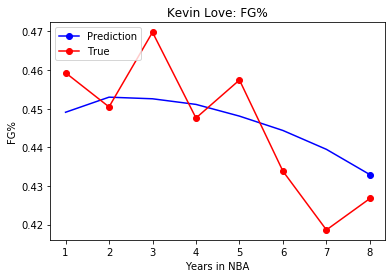 Kevin Love: FG%
Prediction
True
FG%
0.47
0.46
0.45
0.44
0.43
0.42
1 2 3 4 5 6 7 8
Years in NBA